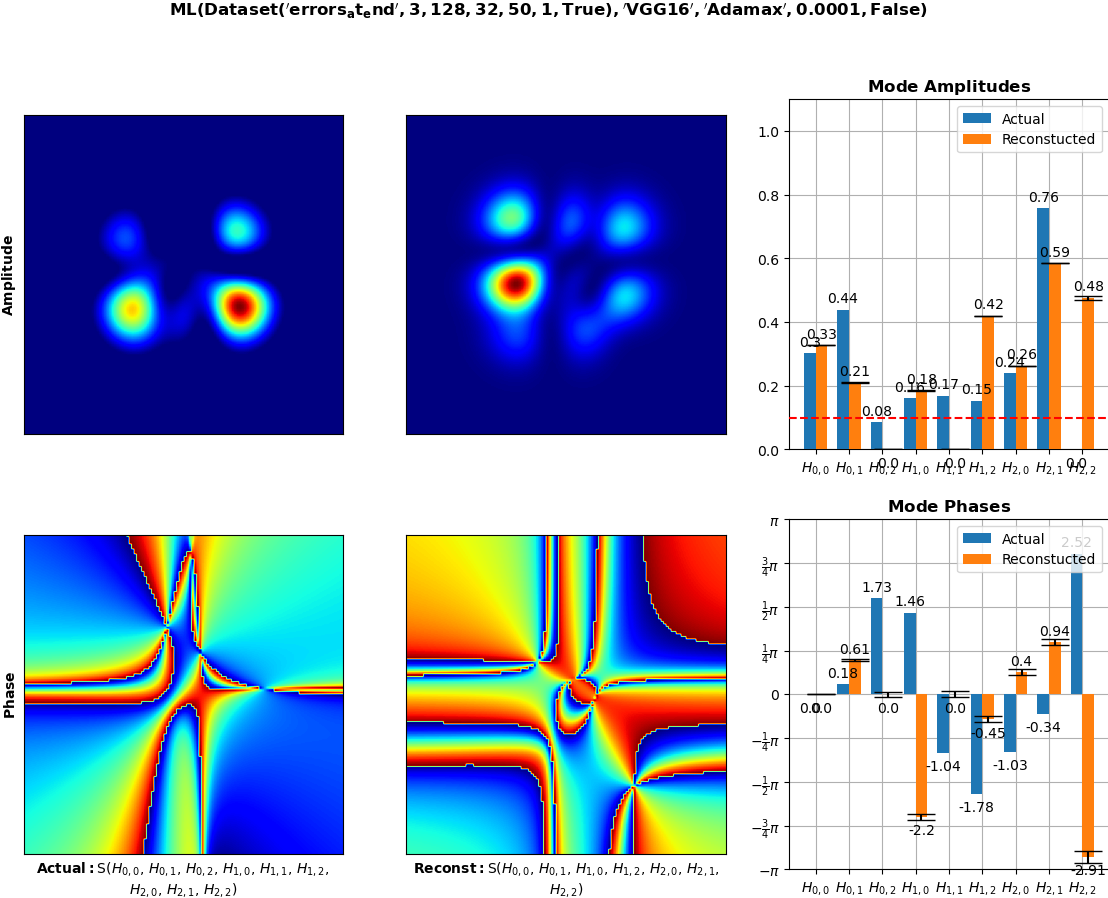 ML(Dataset('errors_at_end', 3, 128, 32, 50, 1, True), 'VGG16', 'Adamax', 0.0001, False)
Mode Amplitudes
Amplitude
1.0
0.8
0.6
0.4
0.2
0.0
Actual
Reconstucted
0.3
0.33
0.44
0.21
0.08
0.0
0.16
0.18
0.17
0.0
0.15
0.42
0.24
0.26
0.76
0.59
0.0
0.48
H0,0 H0,1 H0,2 H1,0 H1,1 H1,2 H2,0 H2,1 H2,2
Mode Phases
Phase
π
3/4π
1/2π
1/4π
0
−1/4π
−1/2π
−3/4π
−π
Actual
Reconstucted
0.0
0.0
0.18
0.61
1.73
0.0
1.46
-2.2
-1.04
0.0
-1.78
-0.45
-1.03
0.4
-0.34
0.94
2.52
-2.91
H0,0 H0,1 H0,2 H1,0 H1,1 H1,2 H2,0 H2,1 H2,2
Actual: S(H0,0, H0,1, H0,2, H1,0, H1,1, H1,2,
H2,0, H2,1, H2,2)
Reconst: S(H0,0, H0,1, H1,0, H1,2, H2,0, H2,1,
H2,2)